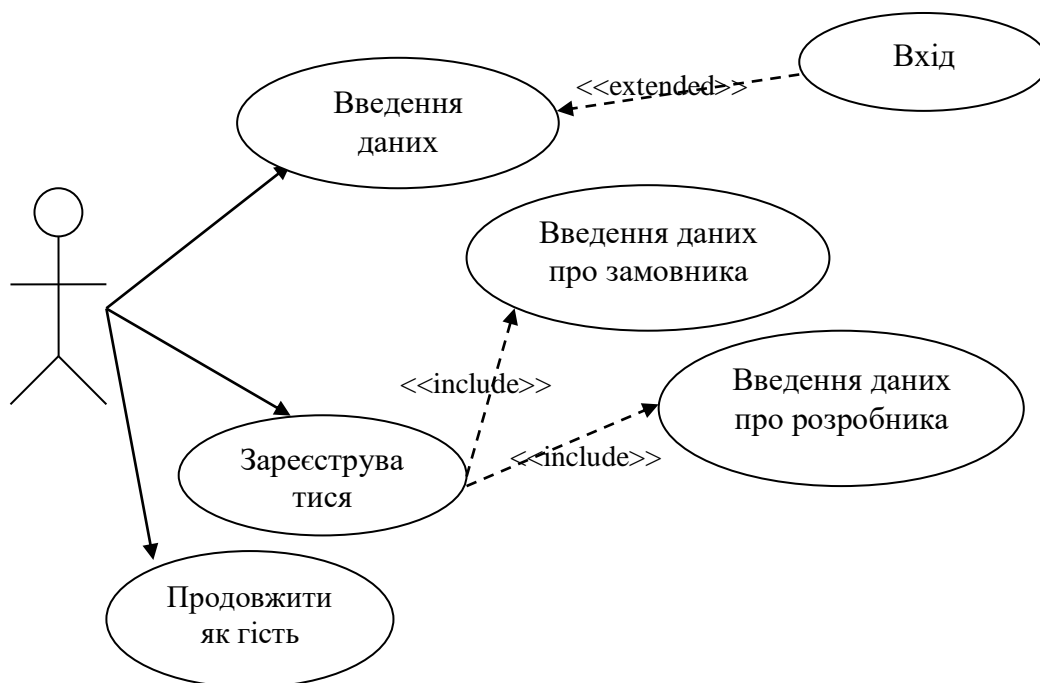 Вхід
<<extended>>
Введення
даних
Введення даних
про замовника
<<include>>
Введення даних
про розробника
<<include>>
Зареєструва
тися
Продовжити
як гість